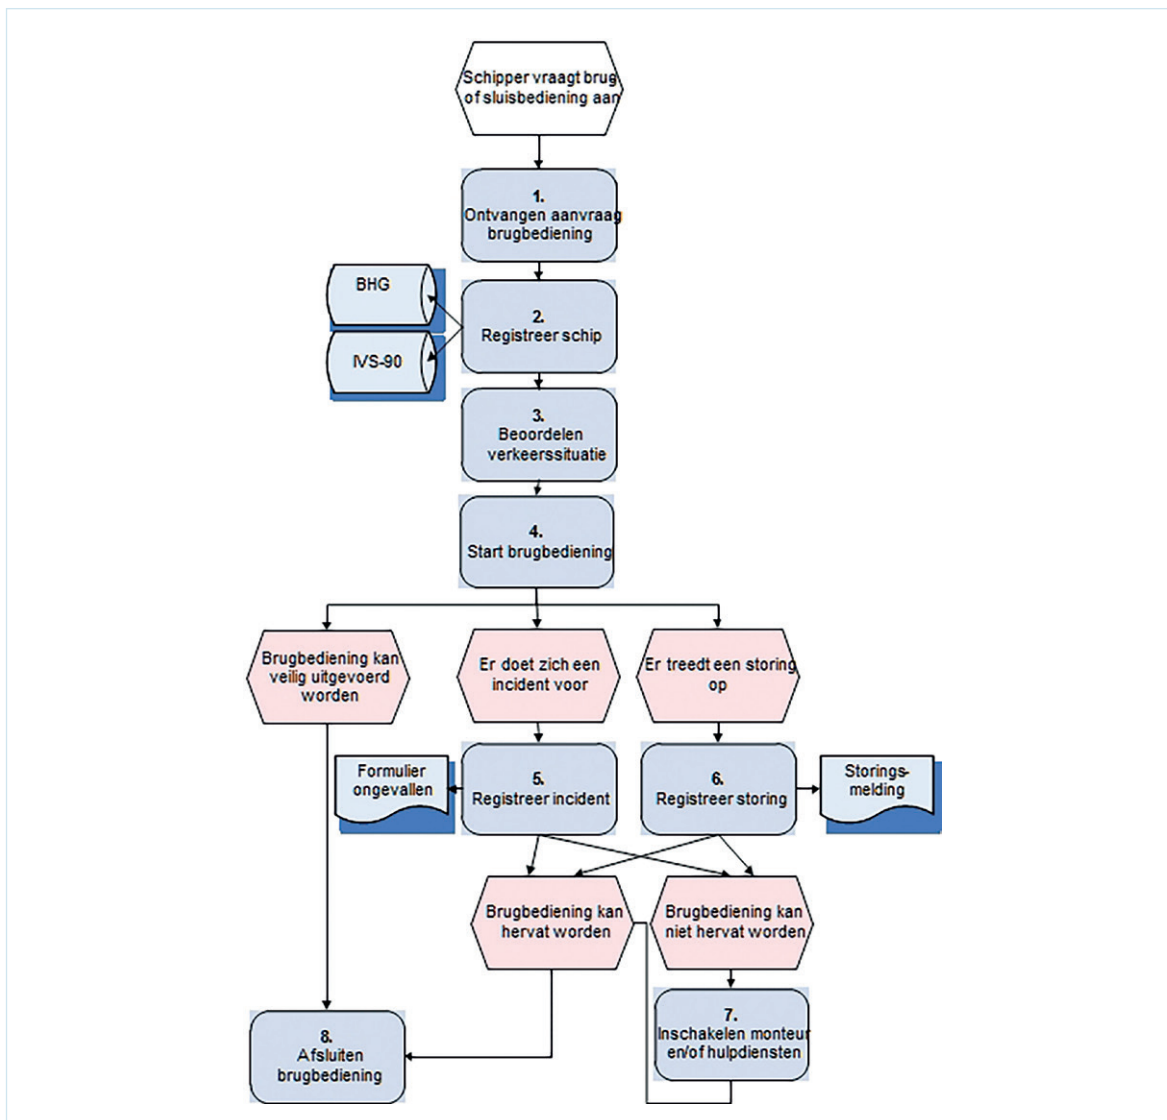 Schipper vraagt brug
of sluisbediening aan
1.
Ontvangen aanvraag
brugbediening
BHG
IVS-90
2.
Registreer schip
3.
Beoordelen
verkeerssituatie
4.
Start brugbediening
Brugbediening kan
veilig uitgevoerd
worden
Er doet zich een
incident voor
Er treedt een storing
op
Formulier
ongevallen
5.
Registreer incident
6.
Registreer storing
Storings-
melding
Brugbediening kan
hervat worden
Brugbediening kan
niet hervat worden
7.
Inschakelen monteur
en/of hulpdiensten
8.
Afsluiten
brugbediening